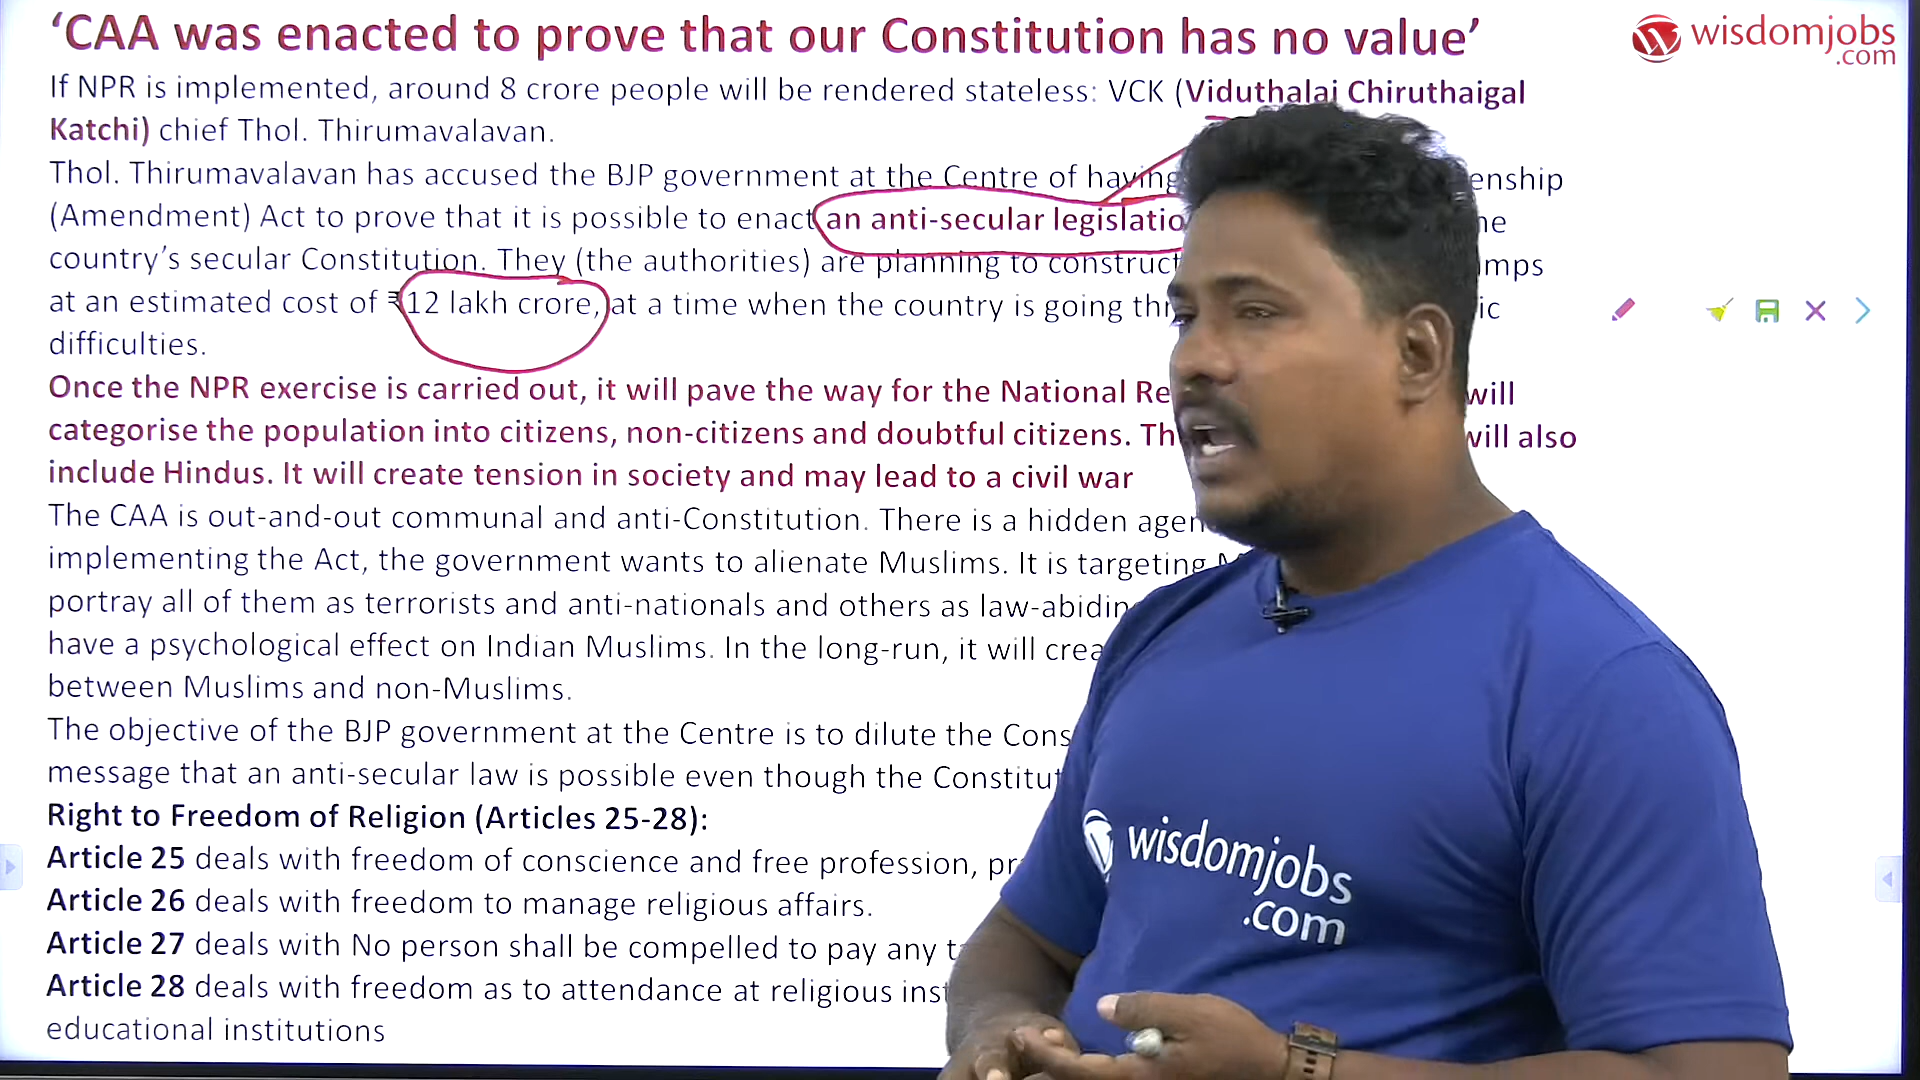 ‘CAA was enacted to prove that our Constitution has no value’
wisdomjobs
.com
If NPR is implemented, around 8 crore people will be rendered stateless: VCK (Viduthalai Chiruthaigal
Katchi) chief Thol. Thirumavalavan.
Thol. Thirumavalavan has accused the BJP government at the Centre of having
(Amendment) Act to prove that it is possible to enact an anti-secular
country’s secular Constitution. They (the authorities) are planning to construct
at an estimated cost of ₹12 lakh crore, at a time when the country is going
difficulties.
Once the NPR exercise is carried out, it will pave the way for the National will
categorise the population into citizens, non-citizens and doubtful citizens. will also
include Hindus. It will create tension in society and may lead to a civil war
The CAA is out-and-out communal and anti-Constitution. There is a hidden
implementing the Act, the government wants to alienate Muslims. It is targeting
portray all of them as terrorists and anti-nationals and others as
have a psychological effect on Indian Muslims. In the long-run, it will
between Muslims and non-Muslims.
The objective of the BJP government at the Centre is to dilute the
message that an anti-secular law is possible even though the
Right to Freedom of Religion (Articles 25-28):
Article 25 deals with freedom of conscience and free profession,
Article 26 deals with freedom to manage religious affairs.
Article 27 deals with No person shall be compelled to pay any
Article 28 deals with freedom as to attendance at religious
educational institutions
wisdomjobs
.com